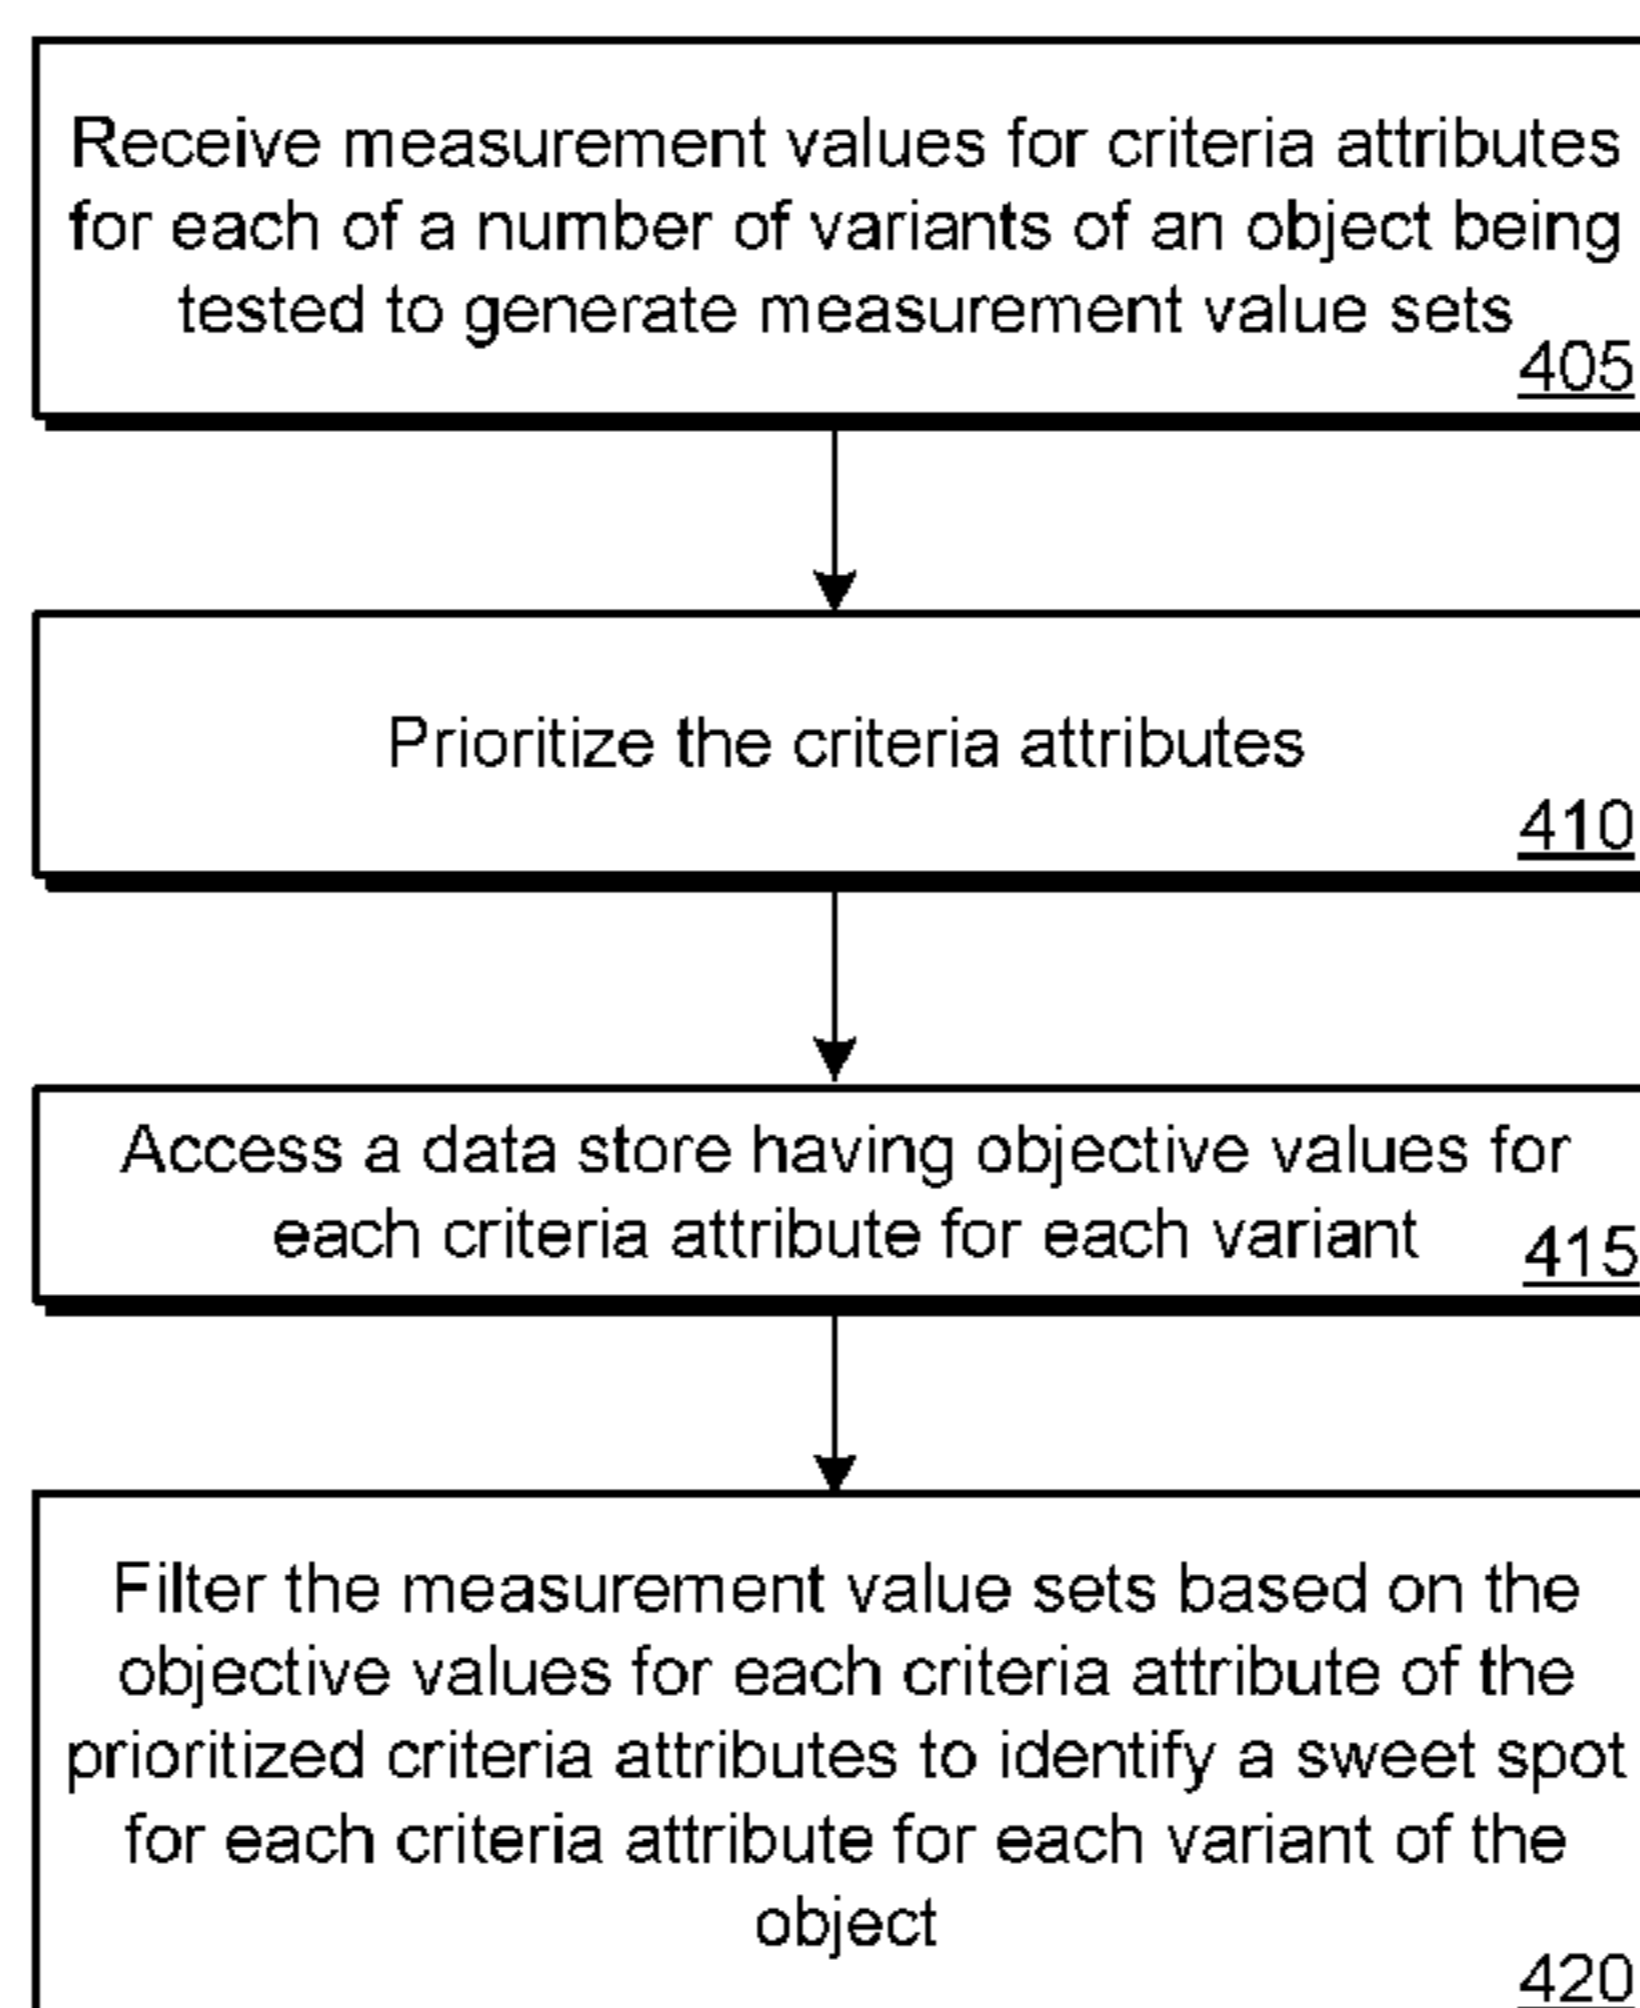 Receive measurement values for criteria attributes
for each of a number of variants of an object being
tested to generate measurement value sets
405
Prioritize the criteria attributes
410
Access a data store having objective values for
each criteria attribute for each variant
415
Filter the measurement value sets based on the
objective values for each criteria attribute of the
prioritized criteria attributes to identify a sweet spot
for each criteria attribute for each variant of the
object
420